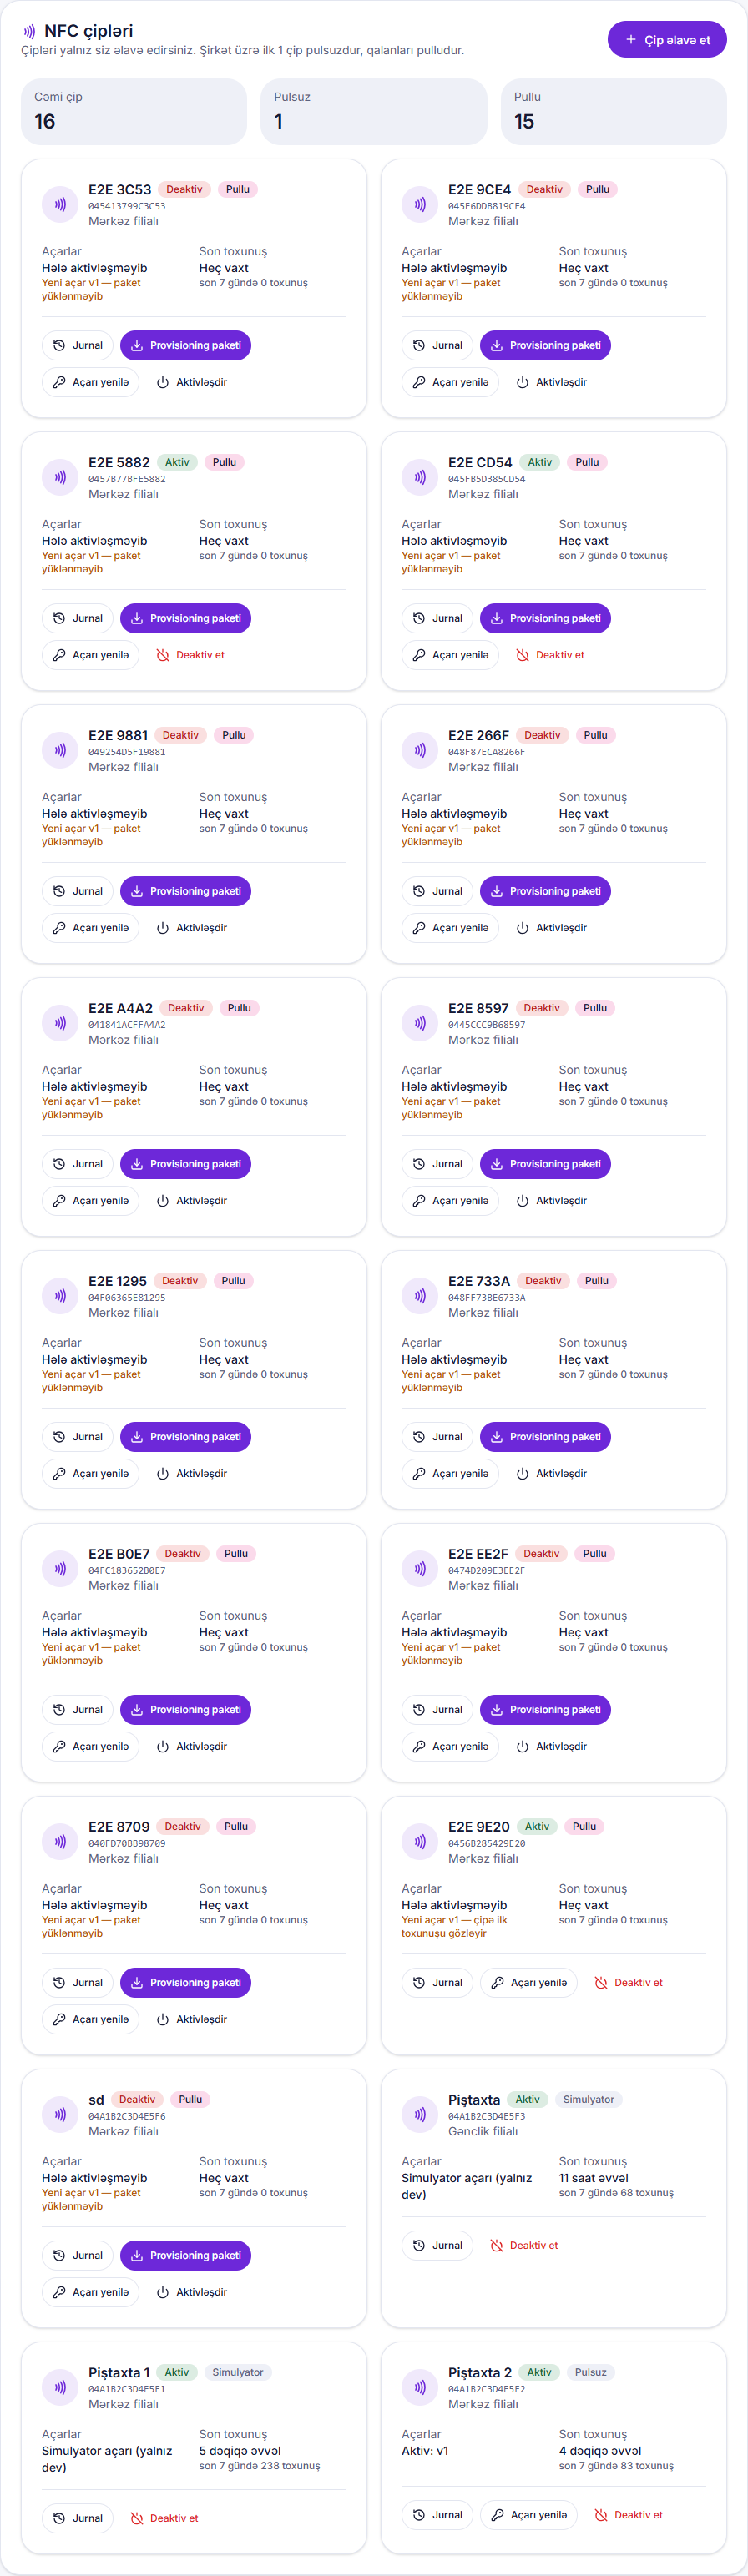 NFC çipləri
Çipləri yalnız siz əlavə edirsiniz. Şirkət üzrə ilk 1 çip pulsuzdur, qalanları pulludur.
Çip əlavə et
Cəmi çip
16
Pulsuz
1
Pullu
15
E2E 3C53 Deaktiv Pullu
045413799C3C53
Mərkəz filialı
Açarlar
Hələ aktivləşməyib
Yeni açar v1 — paket
yüklənməyib
Son toxunuş
Heç vaxt
son 7 gündə 0 toxunuş
Jurnal Provisioning paketi
Açarı yenilə Aktivləşdir
E2E 9CE4 Deaktiv Pullu
045E6DDB819CE4
Mərkəz filialı
Açarlar
Hələ aktivləşməyib
Yeni açar v1 — paket
yüklənməyib
Son toxunuş
Heç vaxt
son 7 gündə 0 toxunuş
Jurnal Provisioning paketi
Açarı yenilə Aktivləşdir
E2E 5882 Aktiv Pullu
0457B77BFE5882
Mərkəz filialı
Açarlar
Hələ aktivləşməyib
Yeni açar v1 — paket
yüklənməyib
Son toxunuş
Heç vaxt
son 7 gündə 0 toxunuş
Jurnal Provisioning paketi
Açarı yenilə Deaktiv et
E2E CD54 Aktiv Pullu
045FB5D385CD54
Mərkəz filialı
Açarlar
Hələ aktivləşməyib
Yeni açar v1 — paket
yüklənməyib
Son toxunuş
Heç vaxt
son 7 gündə 0 toxunuş
Jurnal Provisioning paketi
Açarı yenilə Deaktiv et
E2E 9881 Deaktiv Pullu
049254D5F19881
Mərkəz filialı
Açarlar
Hələ aktivləşməyib
Yeni açar v1 — paket
yüklənməyib
Son toxunuş
Heç vaxt
son 7 gündə 0 toxunuş
Jurnal Provisioning paketi
Açarı yenilə Aktivləşdir
E2E 266F Deaktiv Pullu
048F87ECA8266F
Mərkəz filialı
Açarlar
Hələ aktivləşməyib
Yeni açar v1 — paket
yüklənməyib
Son toxunuş
Heç vaxt
son 7 gündə 0 toxunuş
Jurnal Provisioning paketi
Açarı yenilə Aktivləşdir
E2E A4A2 Deaktiv Pullu
041841ACFFA4A2
Mərkəz filialı
Açarlar
Hələ aktivləşməyib
Yeni açar v1 — paket
yüklənməyib
Son toxunuş
Heç vaxt
son 7 gündə 0 toxunuş
Jurnal Provisioning paketi
Açarı yenilə Aktivləşdir
E2E 8597 Deaktiv Pullu
0445CCC9B68597
Mərkəz filialı
Açarlar
Hələ aktivləşməyib
Yeni açar v1 — paket
yüklənməyib
Son toxunuş
Heç vaxt
son 7 gündə 0 toxunuş
Jurnal Provisioning paketi
Açarı yenilə Aktivləşdir
E2E 1295 Deaktiv Pullu
04F06365E81295
Mərkəz filialı
Açarlar
Hələ aktivləşməyib
Yeni açar v1 — paket
yüklənməyib
Son toxunuş
Heç vaxt
son 7 gündə 0 toxunuş
Jurnal Provisioning paketi
Açarı yenilə Aktivləşdir
E2E 733A Deaktiv Pullu
048FF73BE6733A
Mərkəz filialı
Açarlar
Hələ aktivləşməyib
Yeni açar v1 — paket
yüklənməyib
Son toxunuş
Heç vaxt
son 7 gündə 0 toxunuş
Jurnal Provisioning paketi
Açarı yenilə Aktivləşdir
E2E B0E7 Deaktiv Pullu
04FC183652B0E7
Mərkəz filialı
Açarlar
Hələ aktivləşməyib
Yeni açar v1 — paket
yüklənməyib
Son toxunuş
Heç vaxt
son 7 gündə 0 toxunuş
Jurnal Provisioning paketi
Açarı yenilə Aktivləşdir
E2E EE2F Deaktiv Pullu
0474D209E3EE2F
Mərkəz filialı
Açarlar
Hələ aktivləşməyib
Yeni açar v1 — paket
yüklənməyib
Son toxunuş
Heç vaxt
son 7 gündə 0 toxunuş
Jurnal Provisioning paketi
Açarı yenilə Aktivləşdir
E2E 8709 Deaktiv Pullu
040FD70BB98709
Mərkəz filialı
Açarlar
Hələ aktivləşməyib
Yeni açar v1 — paket
yüklənməyib
Son toxunuş
Heç vaxt
son 7 gündə 0 toxunuş
Jurnal Provisioning paketi
Açarı yenilə Aktivləşdir
E2E 9E20 Aktiv Pullu
0456B285429E20
Mərkəz filialı
Açarlar
Hələ aktivləşməyib
Yeni açar v1 — çipə ilk
toxunuşu gözləyir
Son toxunuş
Heç vaxt
son 7 gündə 0 toxunuş
Jurnal Açarı yenilə Deaktiv et
sd Deaktiv Pullu
04A1B2C3D4E5F6
Mərkəz filialı
Açarlar
Hələ aktivləşməyib
Yeni açar v1 — paket
yüklənməyib
Son toxunuş
Heç vaxt
son 7 gündə 0 toxunuş
Jurnal Provisioning paketi
Açarı yenilə Aktivləşdir
Piştaxta Aktiv Simulyator
04A1B2C3D4E5F3
Gənclik filialı
Açarlar
Simulyator açarı (yalnız
dev)
Son toxunuş
11 saat əvvəl
son 7 gündə 68 toxunuş
Jurnal Deaktiv et
Piştaxta 1 Aktiv Simulyator
04A1B2C3D4E5F1
Mərkəz filialı
Açarlar
Simulyator açarı (yalnız
dev)
Son toxunuş
5 dəqiqə əvvəl
son 7 gündə 238 toxunuş
Jurnal Deaktiv et
Piştaxta 2 Aktiv Pulsuz
04A1B2C3D4E5F2
Mərkəz filialı
Açarlar
Aktiv: v1
Son toxunuş
4 dəqiqə əvvəl
son 7 gündə 83 toxunuş
Jurnal Açarı yenilə Deaktiv et